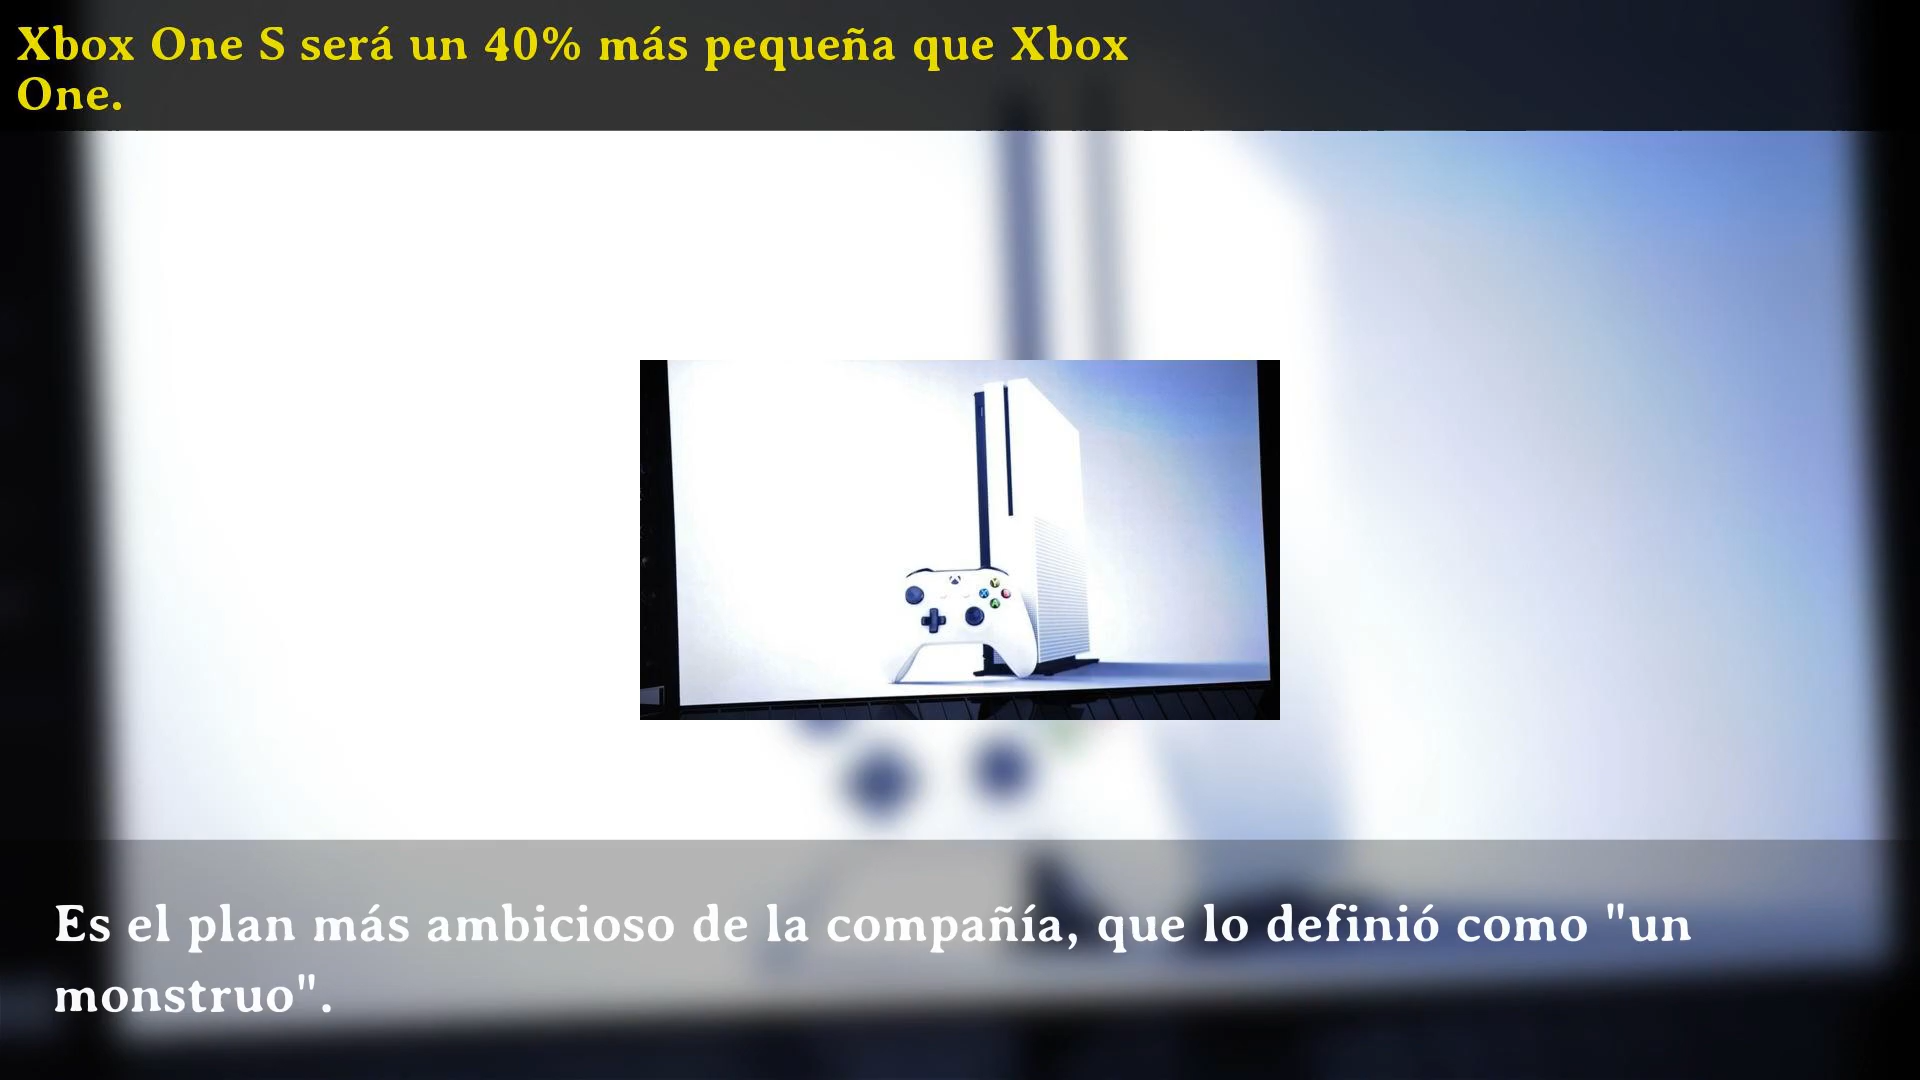 Xbox One S será un 40% más pequeña que Xbox
One.
Es el plan más ambicioso de la compañía, que lo definió como "un
monstruo".